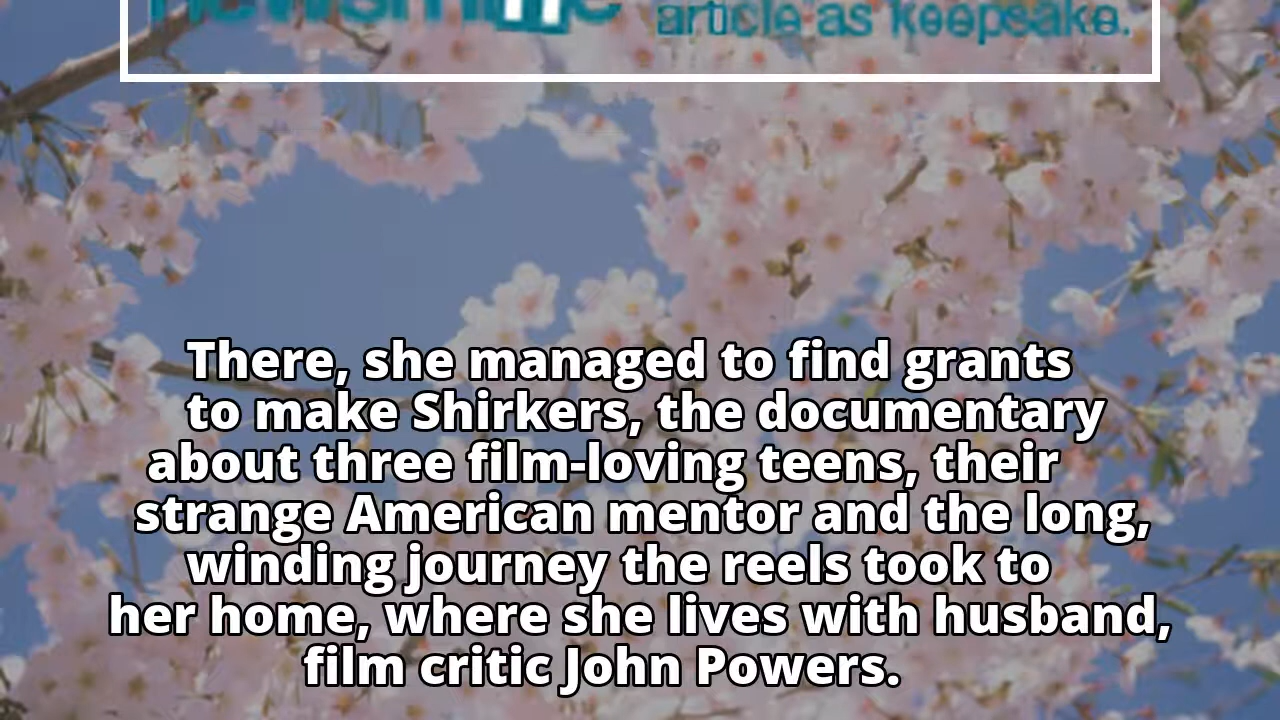 article as keepsake.
There, she managed to find grants
to make Shirkers, the documentary
about three film-loving teens, their
strange American mentor and the long,
winding journey the reels took to
her home, where she lives with husband,
film critic John Powers.